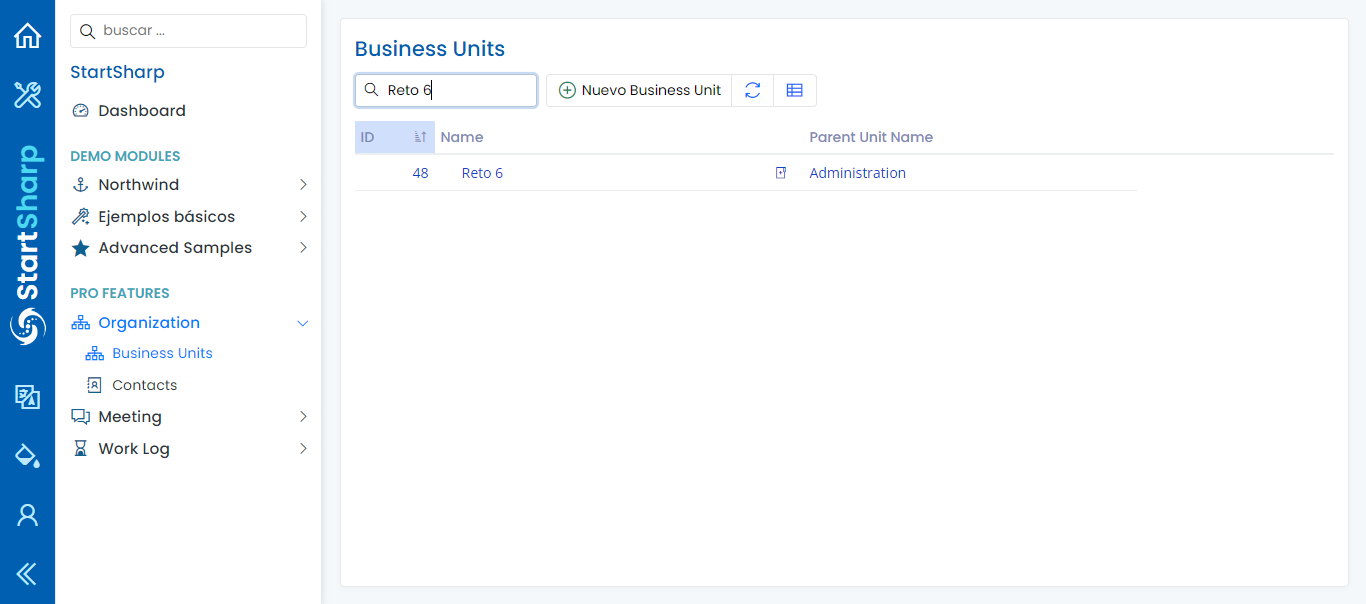 StartSharp
buscar ...
StartSharp
Dashboard
DEMO MODULES
Northwind
Ejemplos básicos
Advanced Samples
PRO FEATURES
Organization
Business Units
Contacts
Meeting
Work Log
Business Units
Reto 6 Nuevo Business Unit
ID Name Parent Unit Name
48 Reto 6 Administration